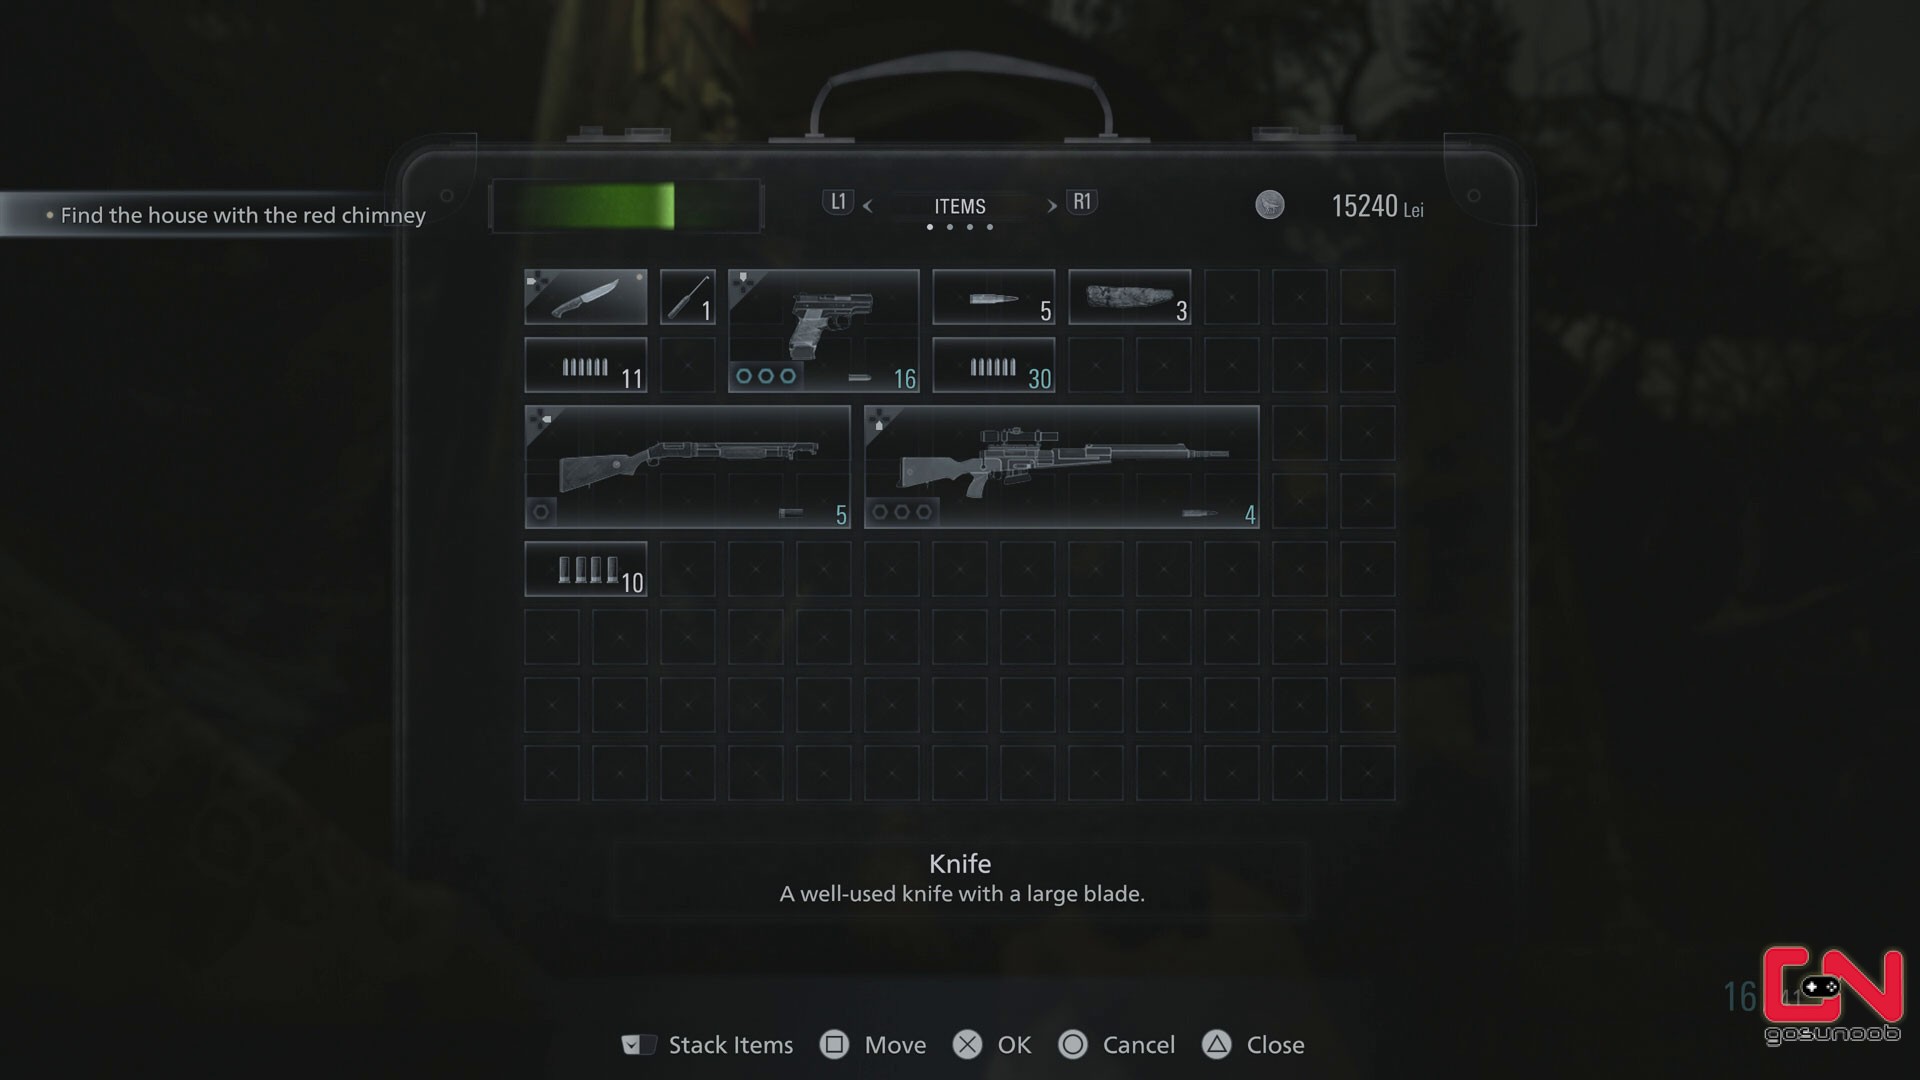 Find the house with the red chimney
L1 < ITEMS > R1
15240 Lei
1
16
5
3
11
30
5
4
10
Knife
A well-used knife with a large blade.
16
Stack Items Move OK Cancel Close
GN
gosunoob